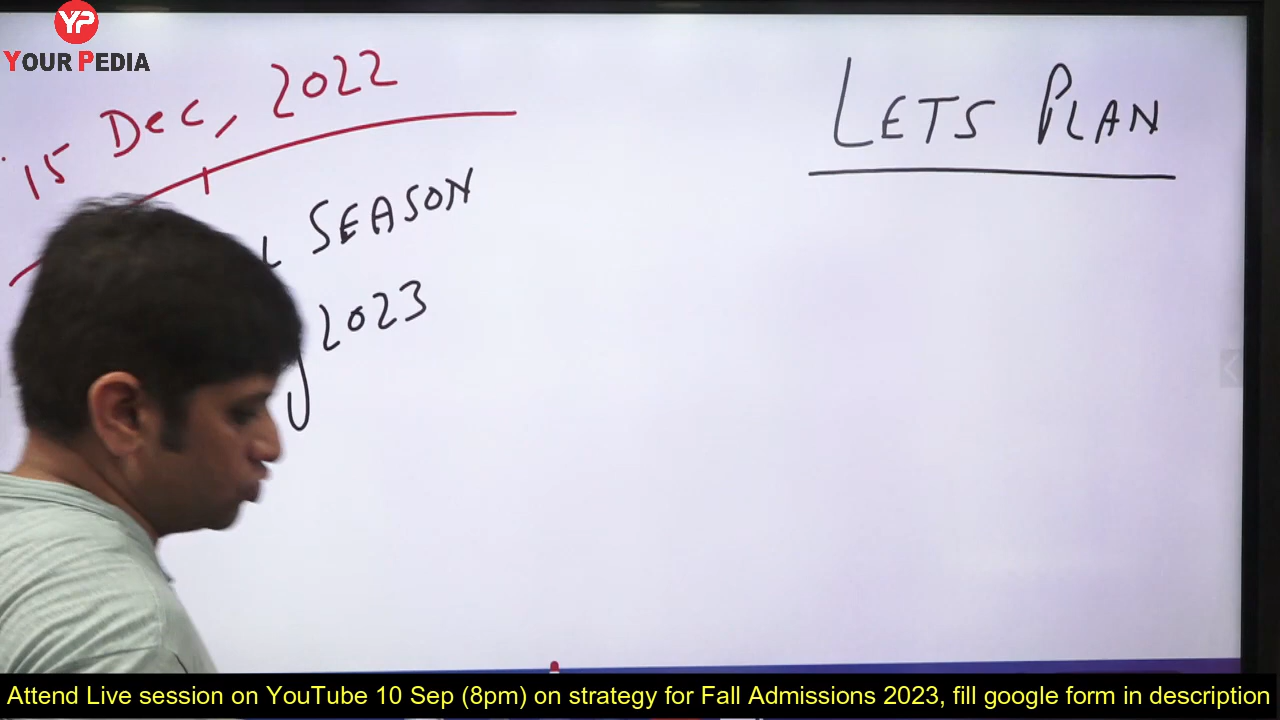 YP
YOUR PEDIA
15 Dec, 2022
LETS PLAN
SEASON
2023
Attend Live session on YouTube 10 Sep (8pm) on strategy for Fall Admissions 2023, fill google form in description